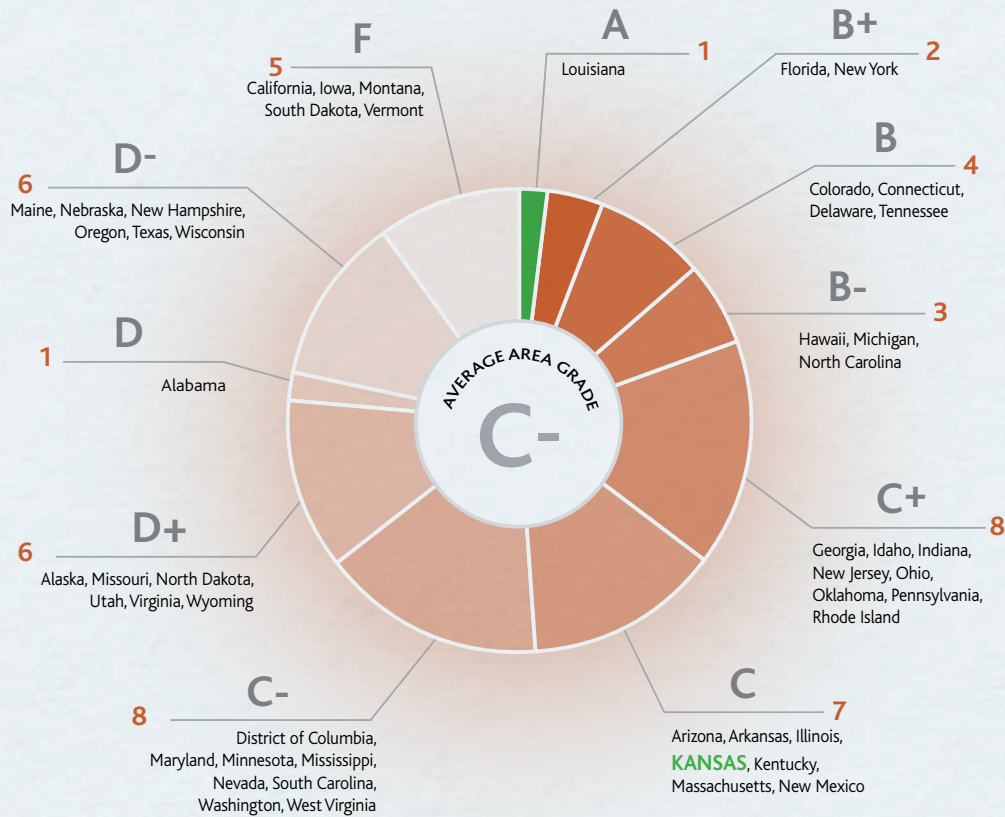 A
1
Louisiana
B+
2
Florida, New York
B
4
Colorado, Connecticut,
Delaware, Tennessee
B-
3
Hawaii, Michigan,
North Carolina
C+
8
Georgia, Idaho, Indiana,
New Jersey, Ohio,
Oklahoma, Pennsylvania,
Rhode Island
C
7
Arizona, Arkansas, Illinois,
KANSAS, Kentucky,
Massachusetts, New Mexico
C-
8
District of Columbia,
Maryland, Minnesota, Mississippi,
Nevada, South Carolina,
Washington, West Virginia
D+
6
Alaska, Missouri, North Dakota,
Utah, Virginia, Wyoming
D
1
Alabama
D-
6
Maine, Nebraska, New Hampshire,
Oregon, Texas, Wisconsin
F
5
California, Iowa, Montana,
South Dakota, Vermont
AVERAGE AREA GRADE
C-